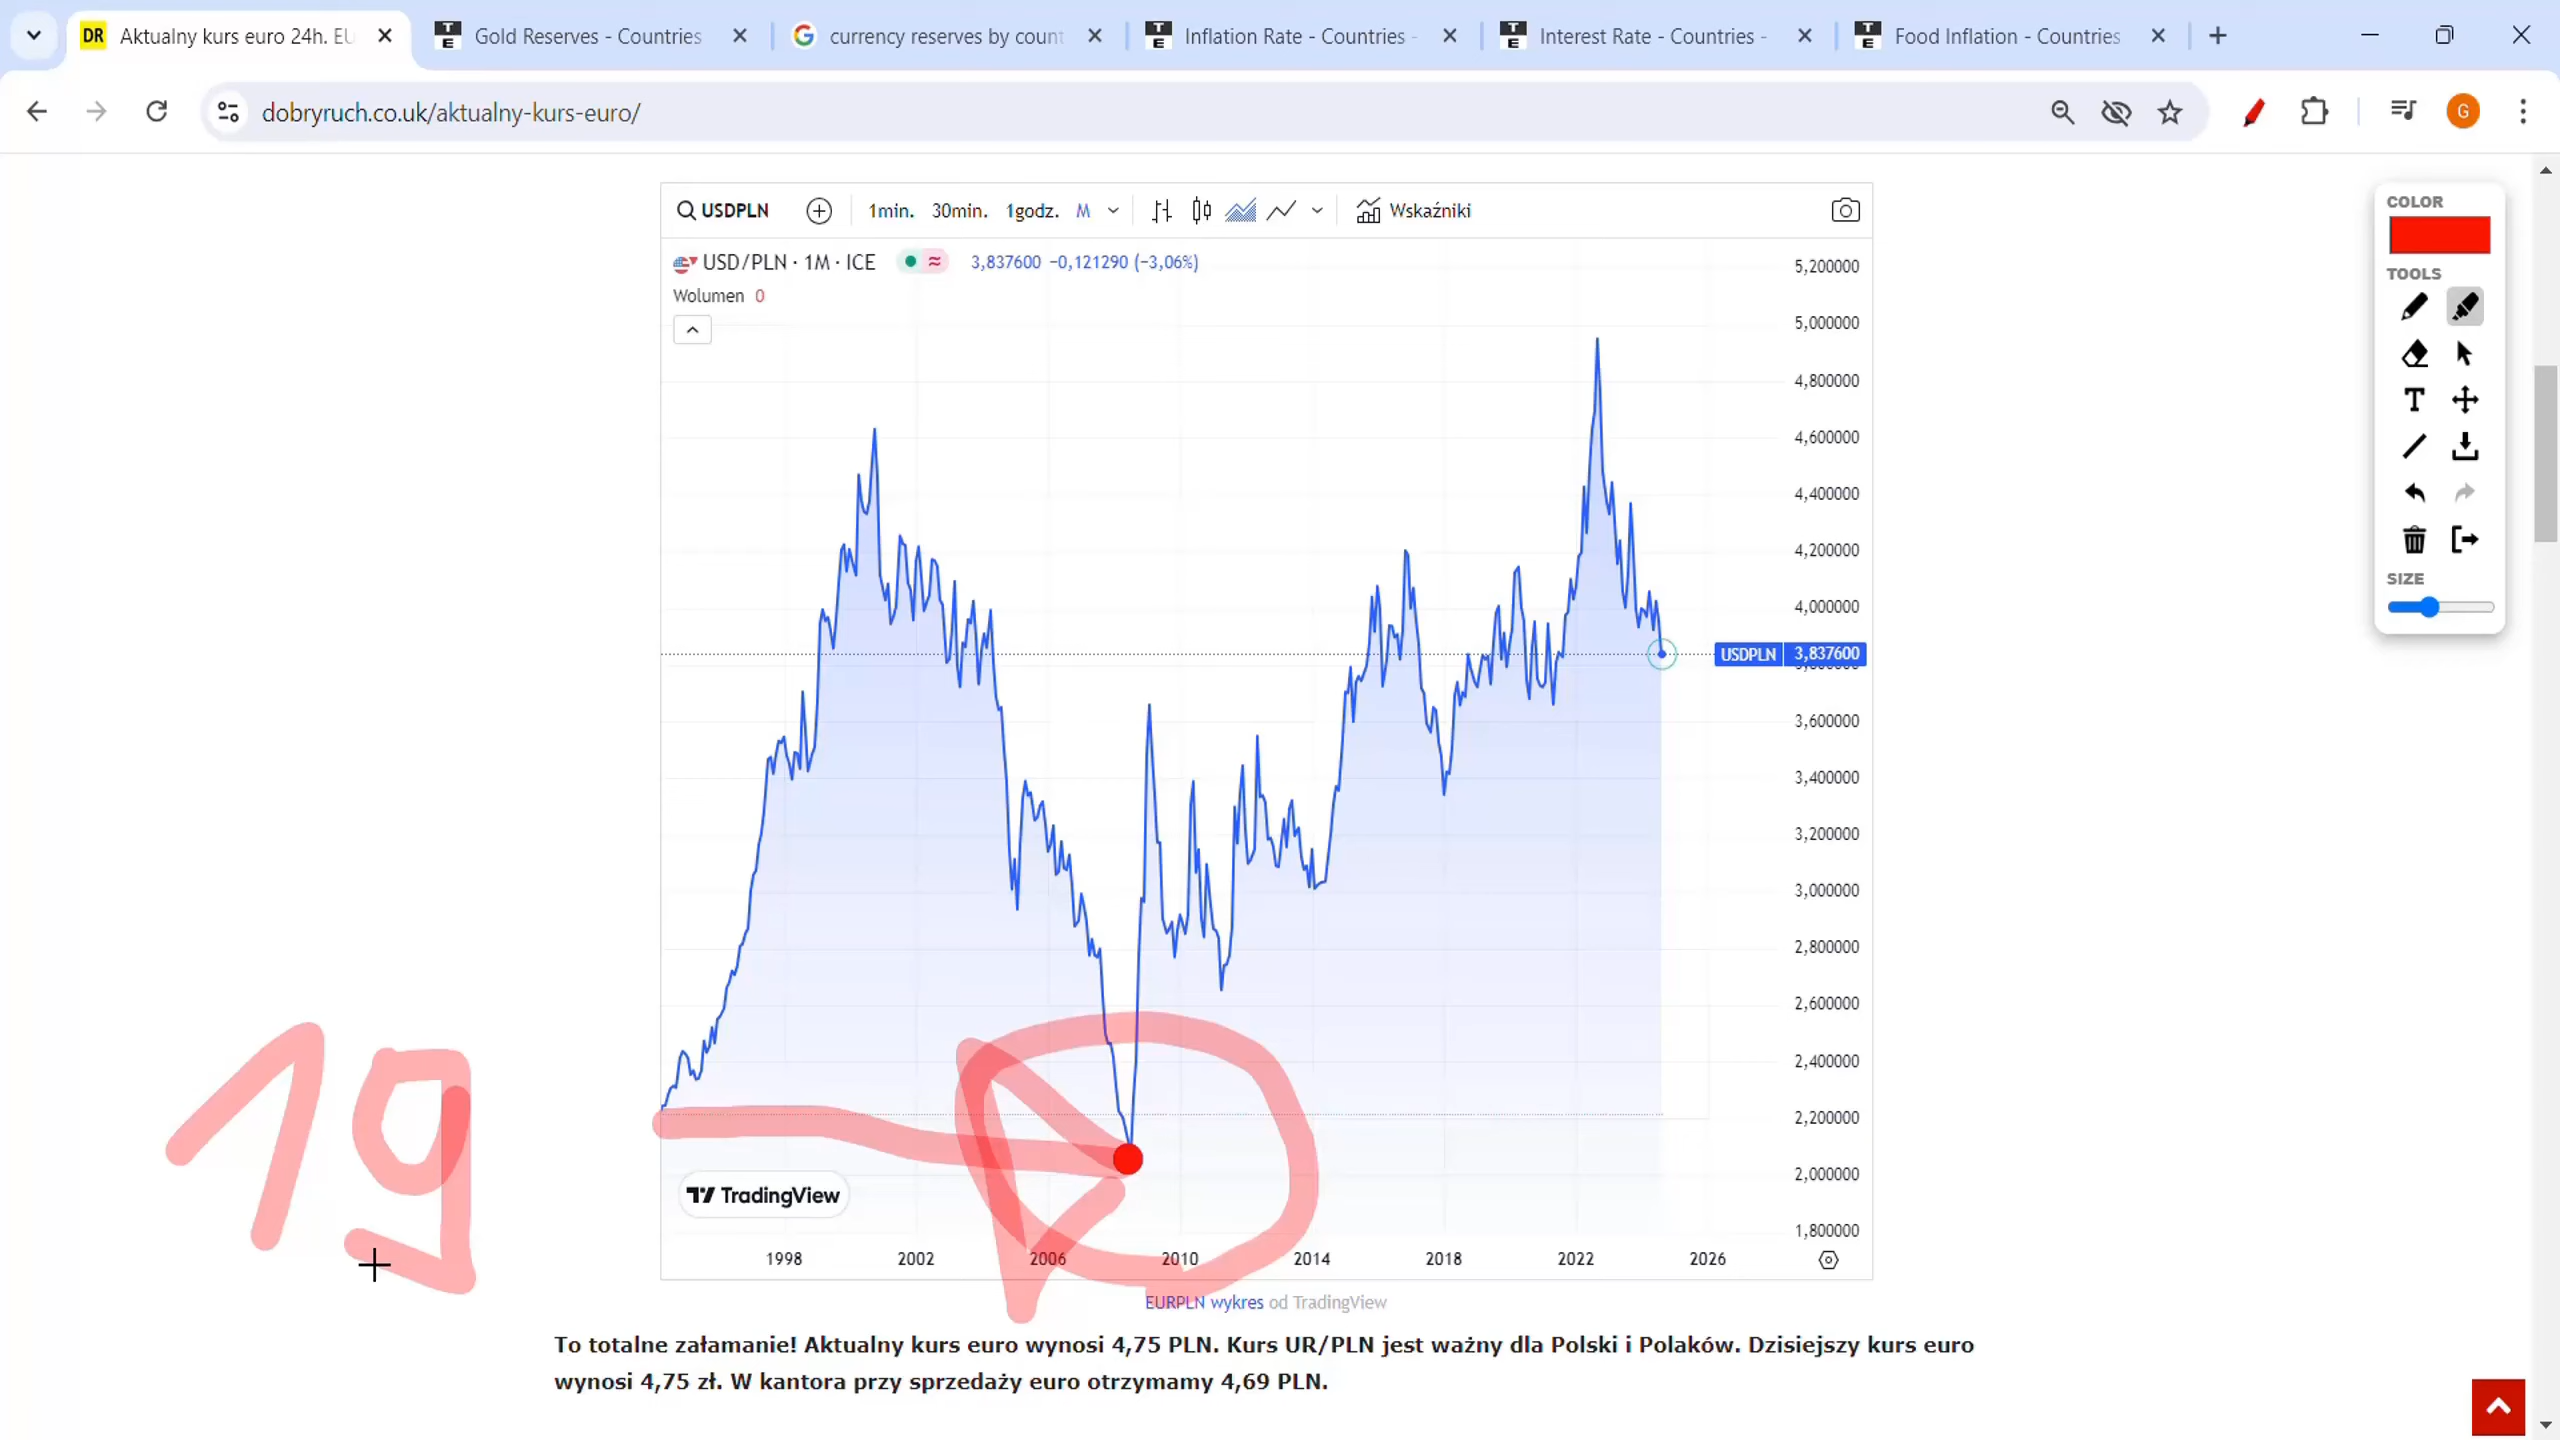 DR Aktualny kurs euro 24h. EU
TE Gold Reserves - Countries
G currency reserves by count
TE Inflation Rate - Countries -
TE Interest Rate - Countries -
TE Food Inflation - Countries
dobryruch.co.uk/aktualny-kurs-euro/
G
USDPLN 1min. 30min. 1godz. M Wskaźniki
USD/PLN · 1M · ICE 3,837600 −0,121290 (−3,06%)
Wolumen 0
5,200000
5,000000
4,800000
4,600000
4,400000
4,200000
4,000000
USDPLN 3,837600
3,600000
3,400000
3,200000
3,000000
2,800000
2,600000
2,400000
2,200000
2,000000
1,800000
TradingView
1998 2002 2006 2010 2014 2018 2022 2026
EURPLN wykres od TradingView
To totalne załamanie! Aktualny kurs euro wynosi 4,75 PLN. Kurs UR/PLN jest ważny dla Polski i Polaków. Dzisiejszy kurs euro
wynosi 4,75 zł. W kantora przy sprzedaży euro otrzymamy 4,69 PLN.
19
COLOR
TOOLS
T
SIZE